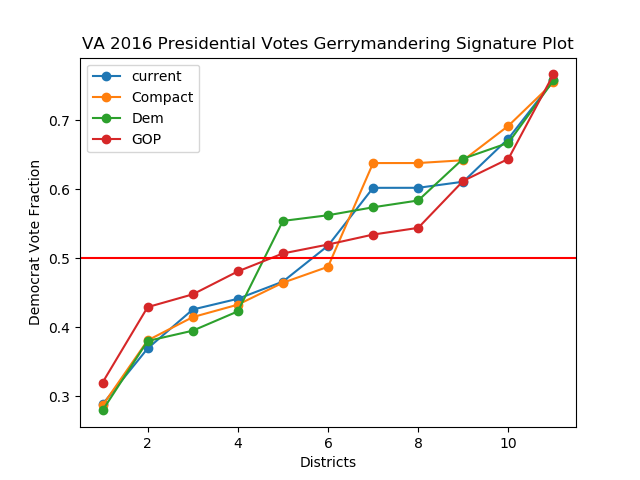 VA 2016 Presidential Votes Gerrymandering Signature Plot
current
Compact
Dem
GOP
0.7
0.6
0.5
0.4
0.3
Democrat Vote Fraction
2 4 6 8 10
Districts